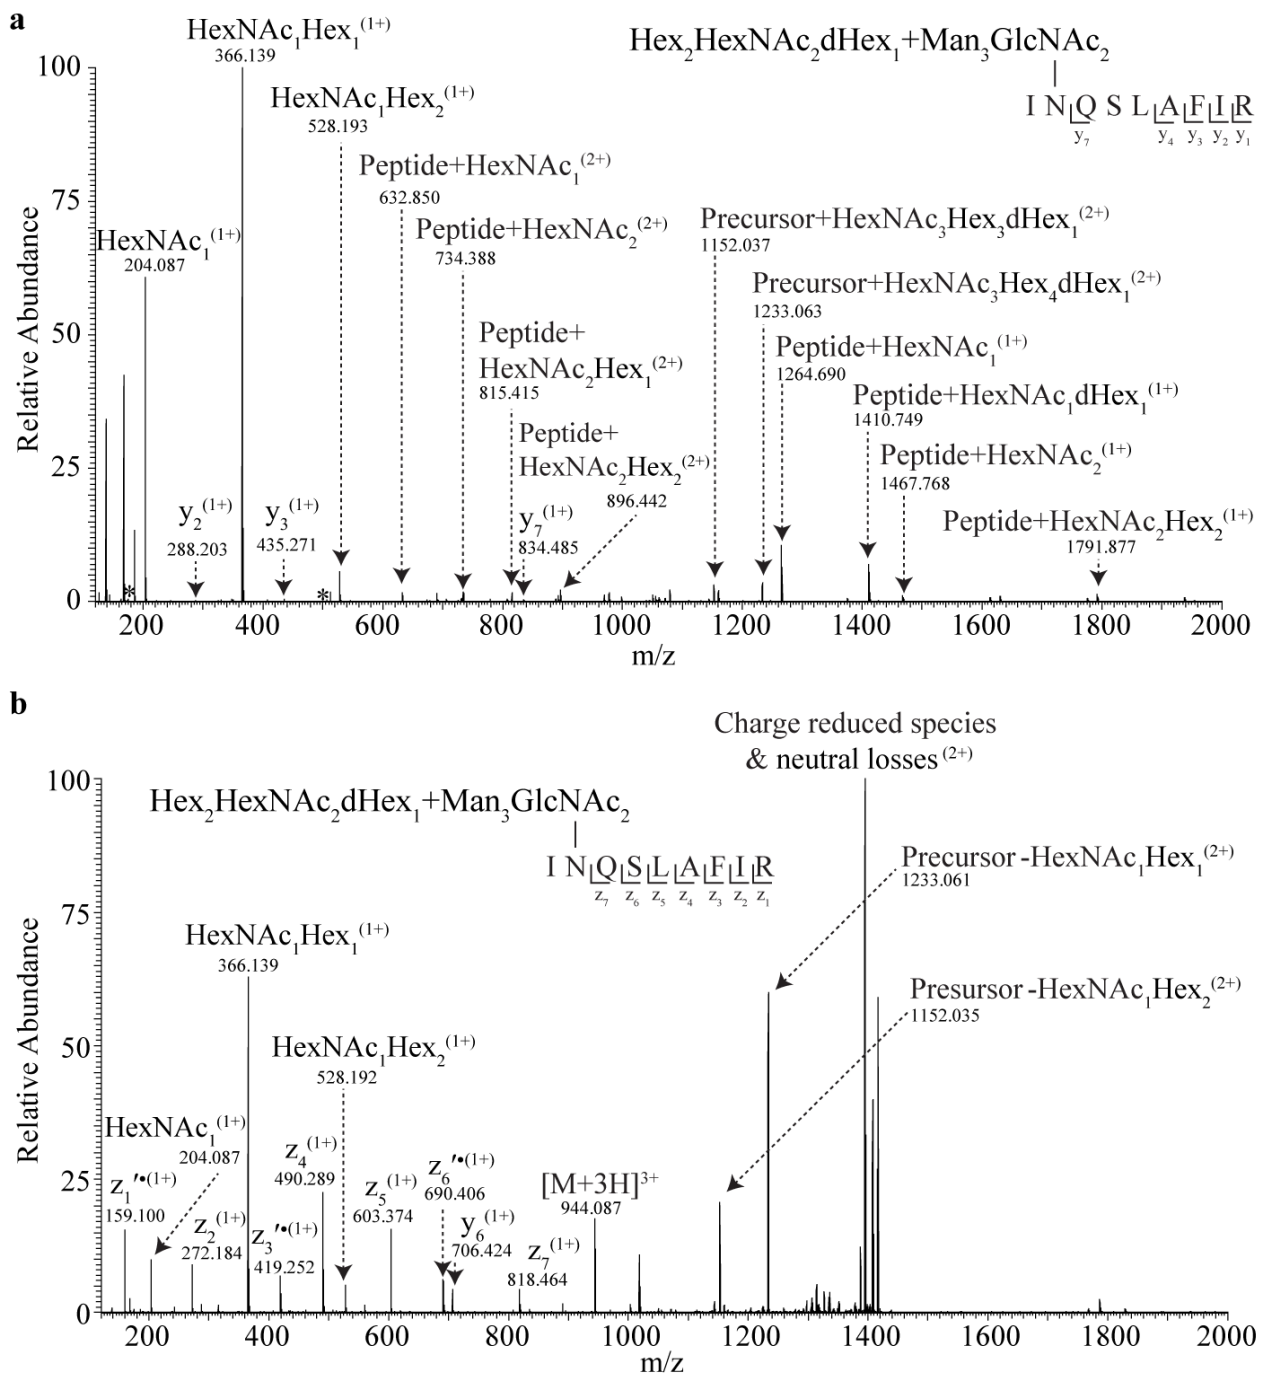 a
HexNAc₁Hex₁⁽¹⁺⁾
366.139
Hex₂HexNAc₂dHex₁+Man₃GlcNAc₂
I N Q S L A F I R
y₇ y₄ y₃ y₂ y₁
HexNAc₁Hex₂⁽¹⁺⁾
528.193
Peptide+HexNAc₁⁽²⁺⁾
632.850
Peptide+HexNAc₂⁽²⁺⁾
734.388
Precursor+HexNAc₃Hex₃dHex₁⁽²⁺⁾
1152.037
HexNAc₁⁽¹⁺⁾
204.087
Precursor+HexNAc₃Hex₄dHex₁⁽²⁺⁾
1233.063
Peptide+
HexNAc₂Hex₁⁽²⁺⁾
815.415
Peptide+HexNAc₁⁽¹⁺⁾
1264.690
Peptide+HexNAc₁dHex₁⁽¹⁺⁾
1410.749
Peptide+
HexNAc₂Hex₂⁽²⁺⁾
896.442
Peptide+HexNAc₂⁽¹⁺⁾
1467.768
y₂⁽¹⁺⁾
288.203
y₃⁽¹⁺⁾
435.271
y₇⁽¹⁺⁾
834.485
Peptide+HexNAc₂Hex₂⁽¹⁺⁾
1791.877
* *
100
75
50
25
0
Relative Abundance
200 400 600 800 1000 1200 1400 1600 1800 2000
m/z
b
Charge reduced species
& neutral losses⁽²⁺⁾
Hex₂HexNAc₂dHex₁+Man₃GlcNAc₂
I N Q S L A F I R
z₇ z₆ z₅ z₄ z₃ z₂ z₁
Precursor-HexNAc₁Hex₁⁽²⁺⁾
1233.061
HexNAc₁Hex₁⁽¹⁺⁾
366.139
Presursor-HexNAc₁Hex₂⁽²⁺⁾
1152.035
HexNAc₁Hex₂⁽¹⁺⁾
528.192
HexNAc₁⁽¹⁺⁾
204.087
z₁′•⁽¹⁺⁾
159.100
z₂⁽¹⁺⁾
272.184
z₃′•⁽¹⁺⁾
419.252
z₄⁽¹⁺⁾
490.289
z₅⁽¹⁺⁾
603.374
z₆′•⁽¹⁺⁾
690.406
y₆⁽¹⁺⁾
706.424
z₇⁽¹⁺⁾
818.464
[M+3H]³⁺
944.087
100
75
50
25
0
Relative Abundance
200 400 600 800 1000 1200 1400 1600 1800 2000
m/z